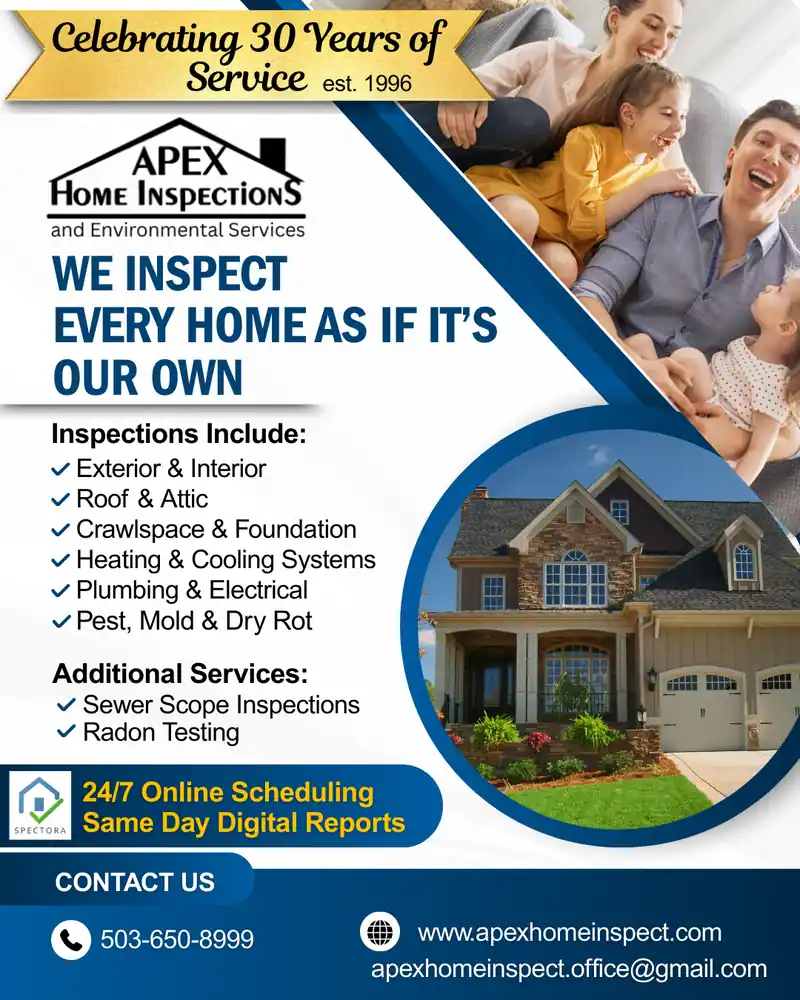 Celebrating 30 Years of
Service est. 1996
APEX
HOME INSPECTIONS
and Environmental Services
WE INSPECT
EVERY HOME AS IF IT'S
OUR OWN
Inspections Include:
Exterior & Interior
Roof & Attic
Crawlspace & Foundation
Heating & Cooling Systems
Plumbing & Electrical
Pest, Mold & Dry Rot
Additional Services:
Sewer Scope Inspections
Radon Testing
SPECTORA
24/7 Online Scheduling
Same Day Digital Reports
CONTACT US
503-650-8999
www.apexhomeinspect.com
apexhomeinspect.office@gmail.com